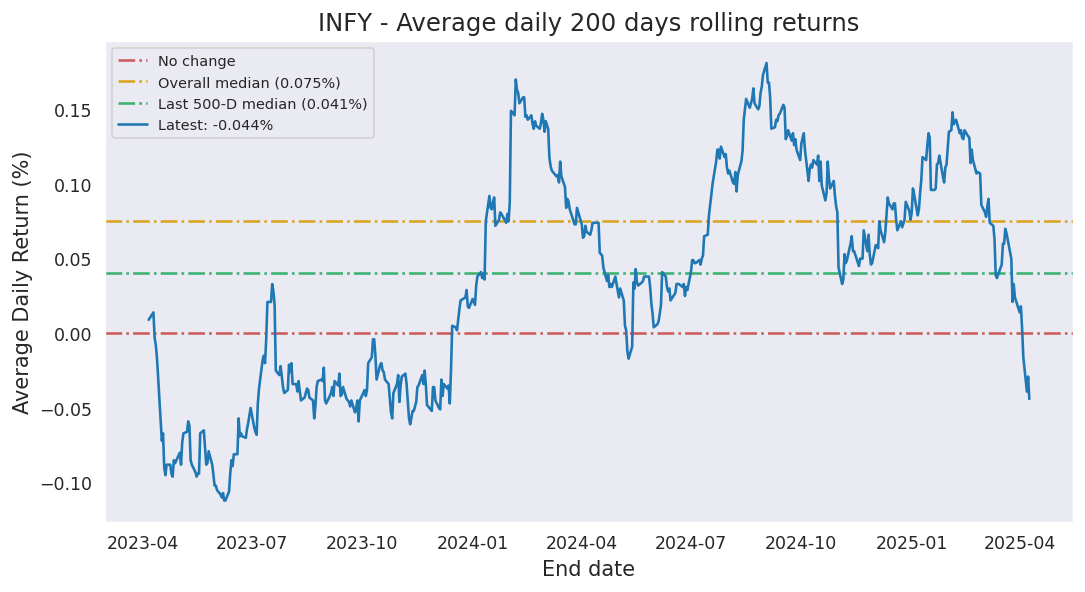 INFY - Average daily 200 days rolling returns
No change
Overall median (0.075%)
Last 500-D median (0.041%)
Latest: -0.044%
Average Daily Return (%)
0.15
0.10
0.05
0.00
−0.05
−0.10
2023-04 2023-07 2023-10 2024-01 2024-04 2024-07 2024-10 2025-01 2025-04
End date